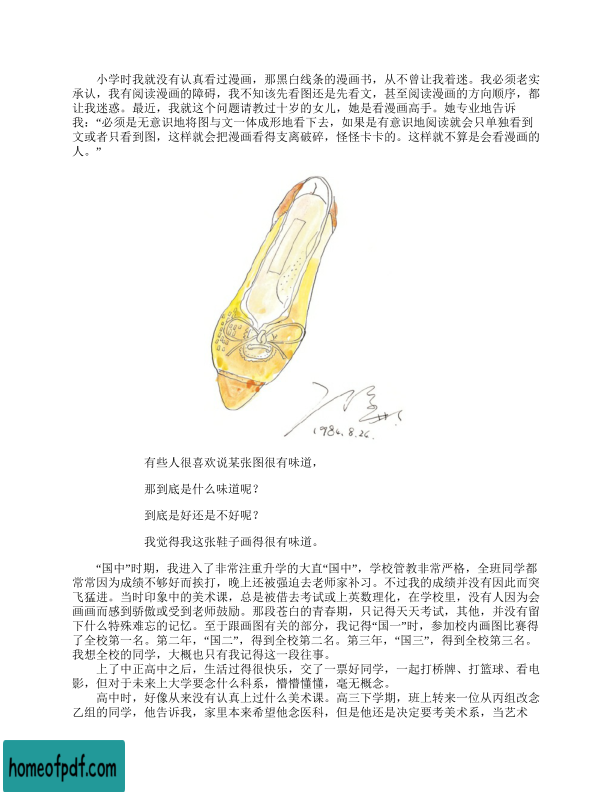 小学时我就没有认真看过漫画，那黑白线条的漫画书，从不曾让我着迷。我必须老实
承认，我有阅读漫画的障碍，我不知该先看图还是先看文，甚至阅读漫画的方向顺序，都
让我迷惑。最近，我就这个问题请教过十岁的女儿，她是看漫画高手。她专业地告诉
我：“必须是无意识地将图与文一体成形地看下去，如果是有意识地阅读就会只单独看到
文或者只看到图，这样就会把漫画看得支离破碎，怪怪卡卡的。这样就不算是会看漫画的
人。”
1984.8.26.
有些人很喜欢说某张图很有味道，
那到底是什么味道呢？
到底是好还是不好呢？
我觉得我这张鞋子画得很有味道。
“国中”时期，我进入了非常注重升学的大直“国中”，学校管教非常严格，全班同学都
常常因为成绩不够好而挨打，晚上还被强迫去老师家补习。不过我的成绩并没有因此而突
飞猛进。当时印象中的美术课，总是被借去考试或上英数理化，在学校里，没有人因为会
画画而感到骄傲或受到老师鼓励。那段苍白的青春期，只记得天天考试，其他，并没有留
下什么特殊难忘的记忆。至于跟画图有关的部分，我记得“国一”时，参加校内画图比赛得
了全校第一名。第二年，“国二”，得到全校第二名。第三年，“国三”，得到全校第三名。
我想全校的同学，大概也只有我记得这一段往事。
上了中正高中之后，生活过得很快乐，交了一票好同学，一起打桥牌、打篮球、看电
影，但对于未来上大学要念什么科系，懵懵懂懂，毫无概念。
高中时，好像从来没有认真上过什么美术课。高三下学期，班上转来一位从丙组改念
乙组的同学，他告诉我，家里本来希望他念医科，但是他还是决定要考美术系，当艺术
homeofpdf.com